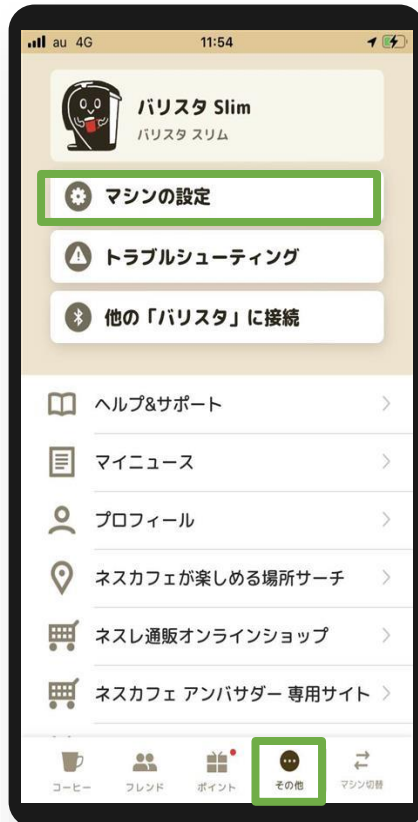 au 4G 11:54
バリスタ Slim
バリスタ スリム
マシンの設定
トラブルシューティング
他の「バリスタ」に接続
ヘルプ&サポート
マイニュース
プロフィール
ネスカフェが楽しめる場所サーチ
ネスレ通販オンラインショップ
ネスカフェ アンバサダー 専用サイト
コーヒー フレンド ポイント その他 マシン切替